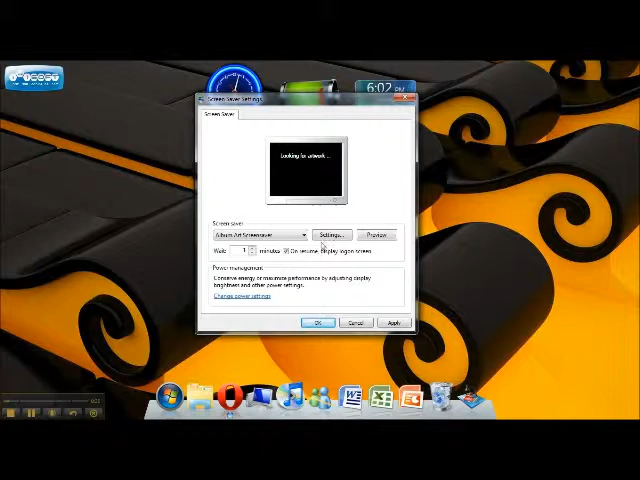 6:02 PM
Screen Saver Settings
Screen Saver
Looking for artwork ...
Screen saver
Album Art Screensaver
Settings...
Preview
Wait: 1 minutes
On resume, display logon screen
Power management
Conserve energy or maximize performance by adjusting display
brightness and other power settings.
Change power settings
OK
Cancel
Apply